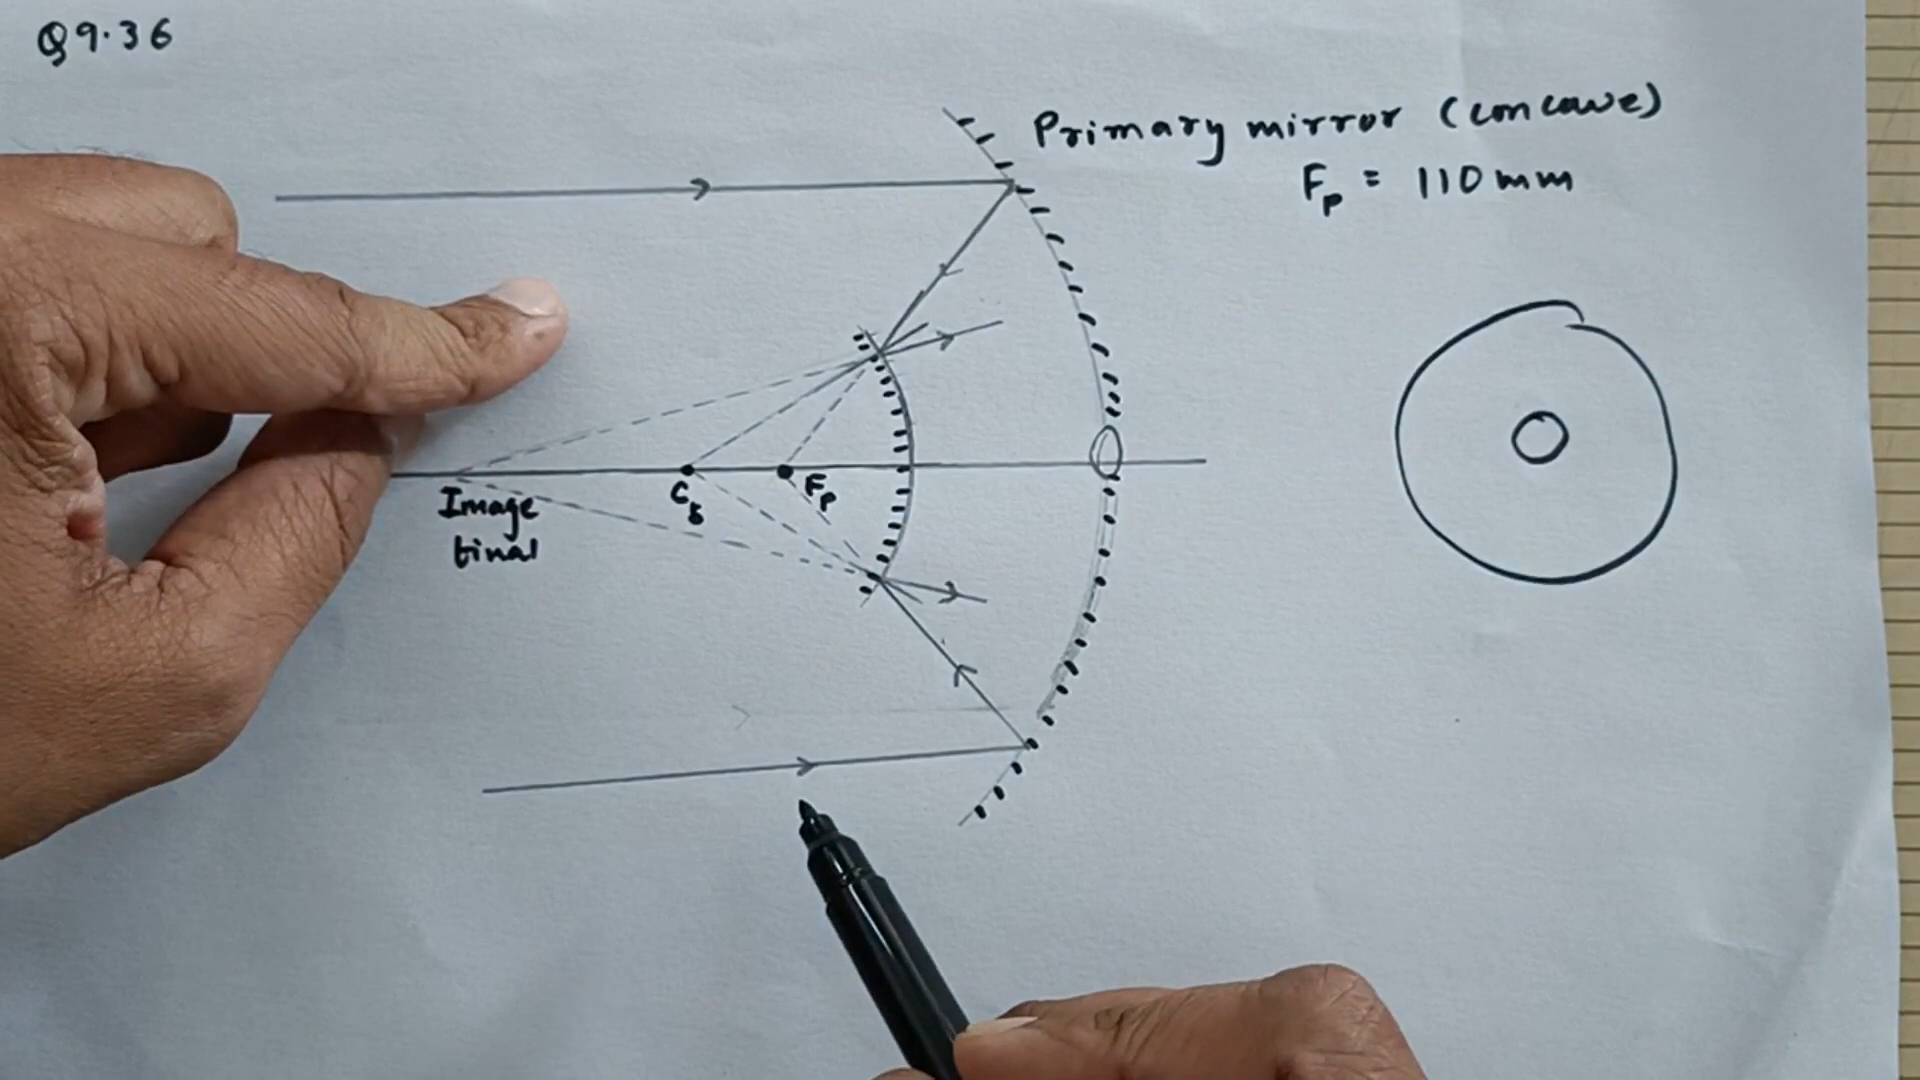 Q9.36
Primary mirror (concave)
Fp = 110mm
Cs
Fp
Image
final